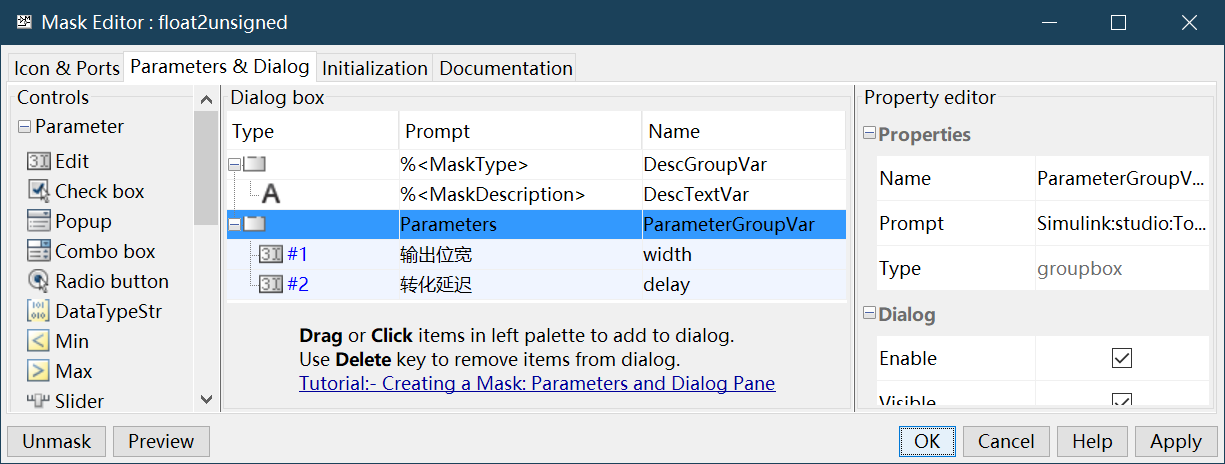 Mask Editor : float2unsigned
Icon & Ports Parameters & Dialog Initialization Documentation
Controls
Parameter
Edit
Check box
Popup
Combo box
Radio button
DataTypeStr
Min
Max
Slider
Dialog box
Type Prompt Name
%<MaskType> DescGroupVar
A %<MaskDescription> DescTextVar
Parameters ParameterGroupVar
#1 输出位宽 width
#2 转化延迟 delay
Drag or Click items in left palette to add to dialog.
Use Delete key to remove items from dialog.
Tutorial:- Creating a Mask: Parameters and Dialog Pane
Property editor
Properties
Name ParameterGroupV...
Prompt Simulink:studio:To...
Type groupbox
Dialog
Enable
Visible
Unmask Preview OK Cancel Help Apply